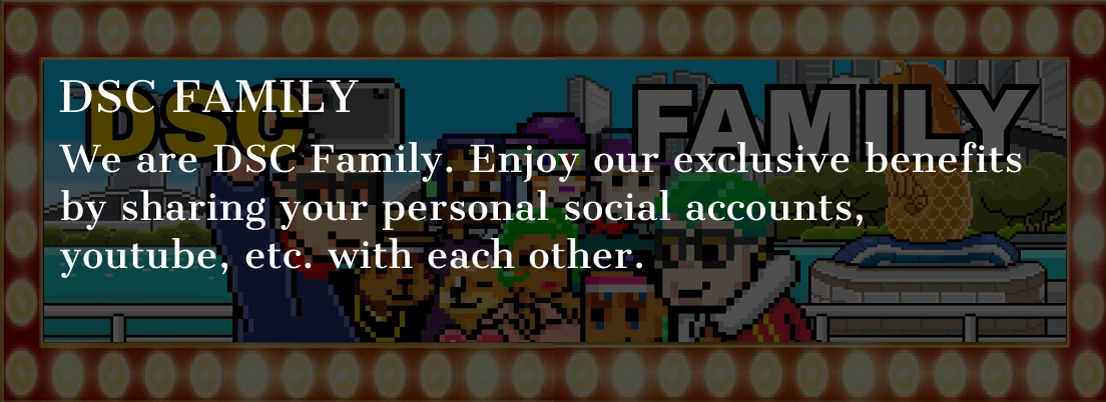 DSC FAMILY
DSC FAMILY
We are DSC Family. Enjoy our exclusive benefits
by sharing your personal social accounts,
youtube, etc. with each other.